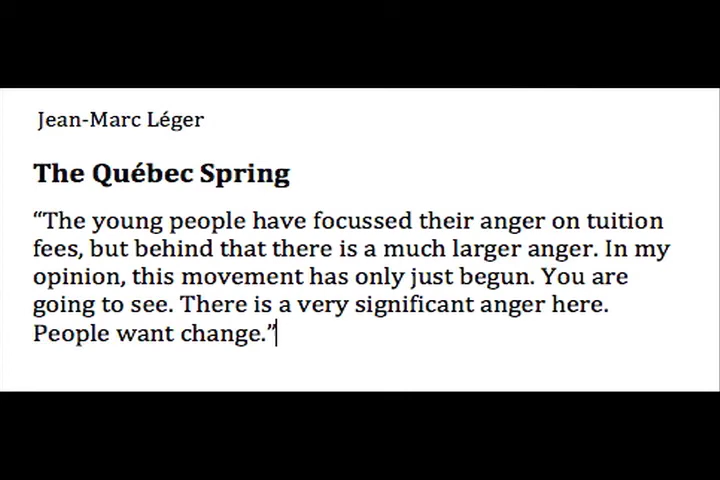 Jean-Marc Léger
The Québec Spring
“The young people have focussed their anger on tuition
fees, but behind that there is a much larger anger. In my
opinion, this movement has only just begun. You are
going to see. There is a very significant anger here.
People want change.”